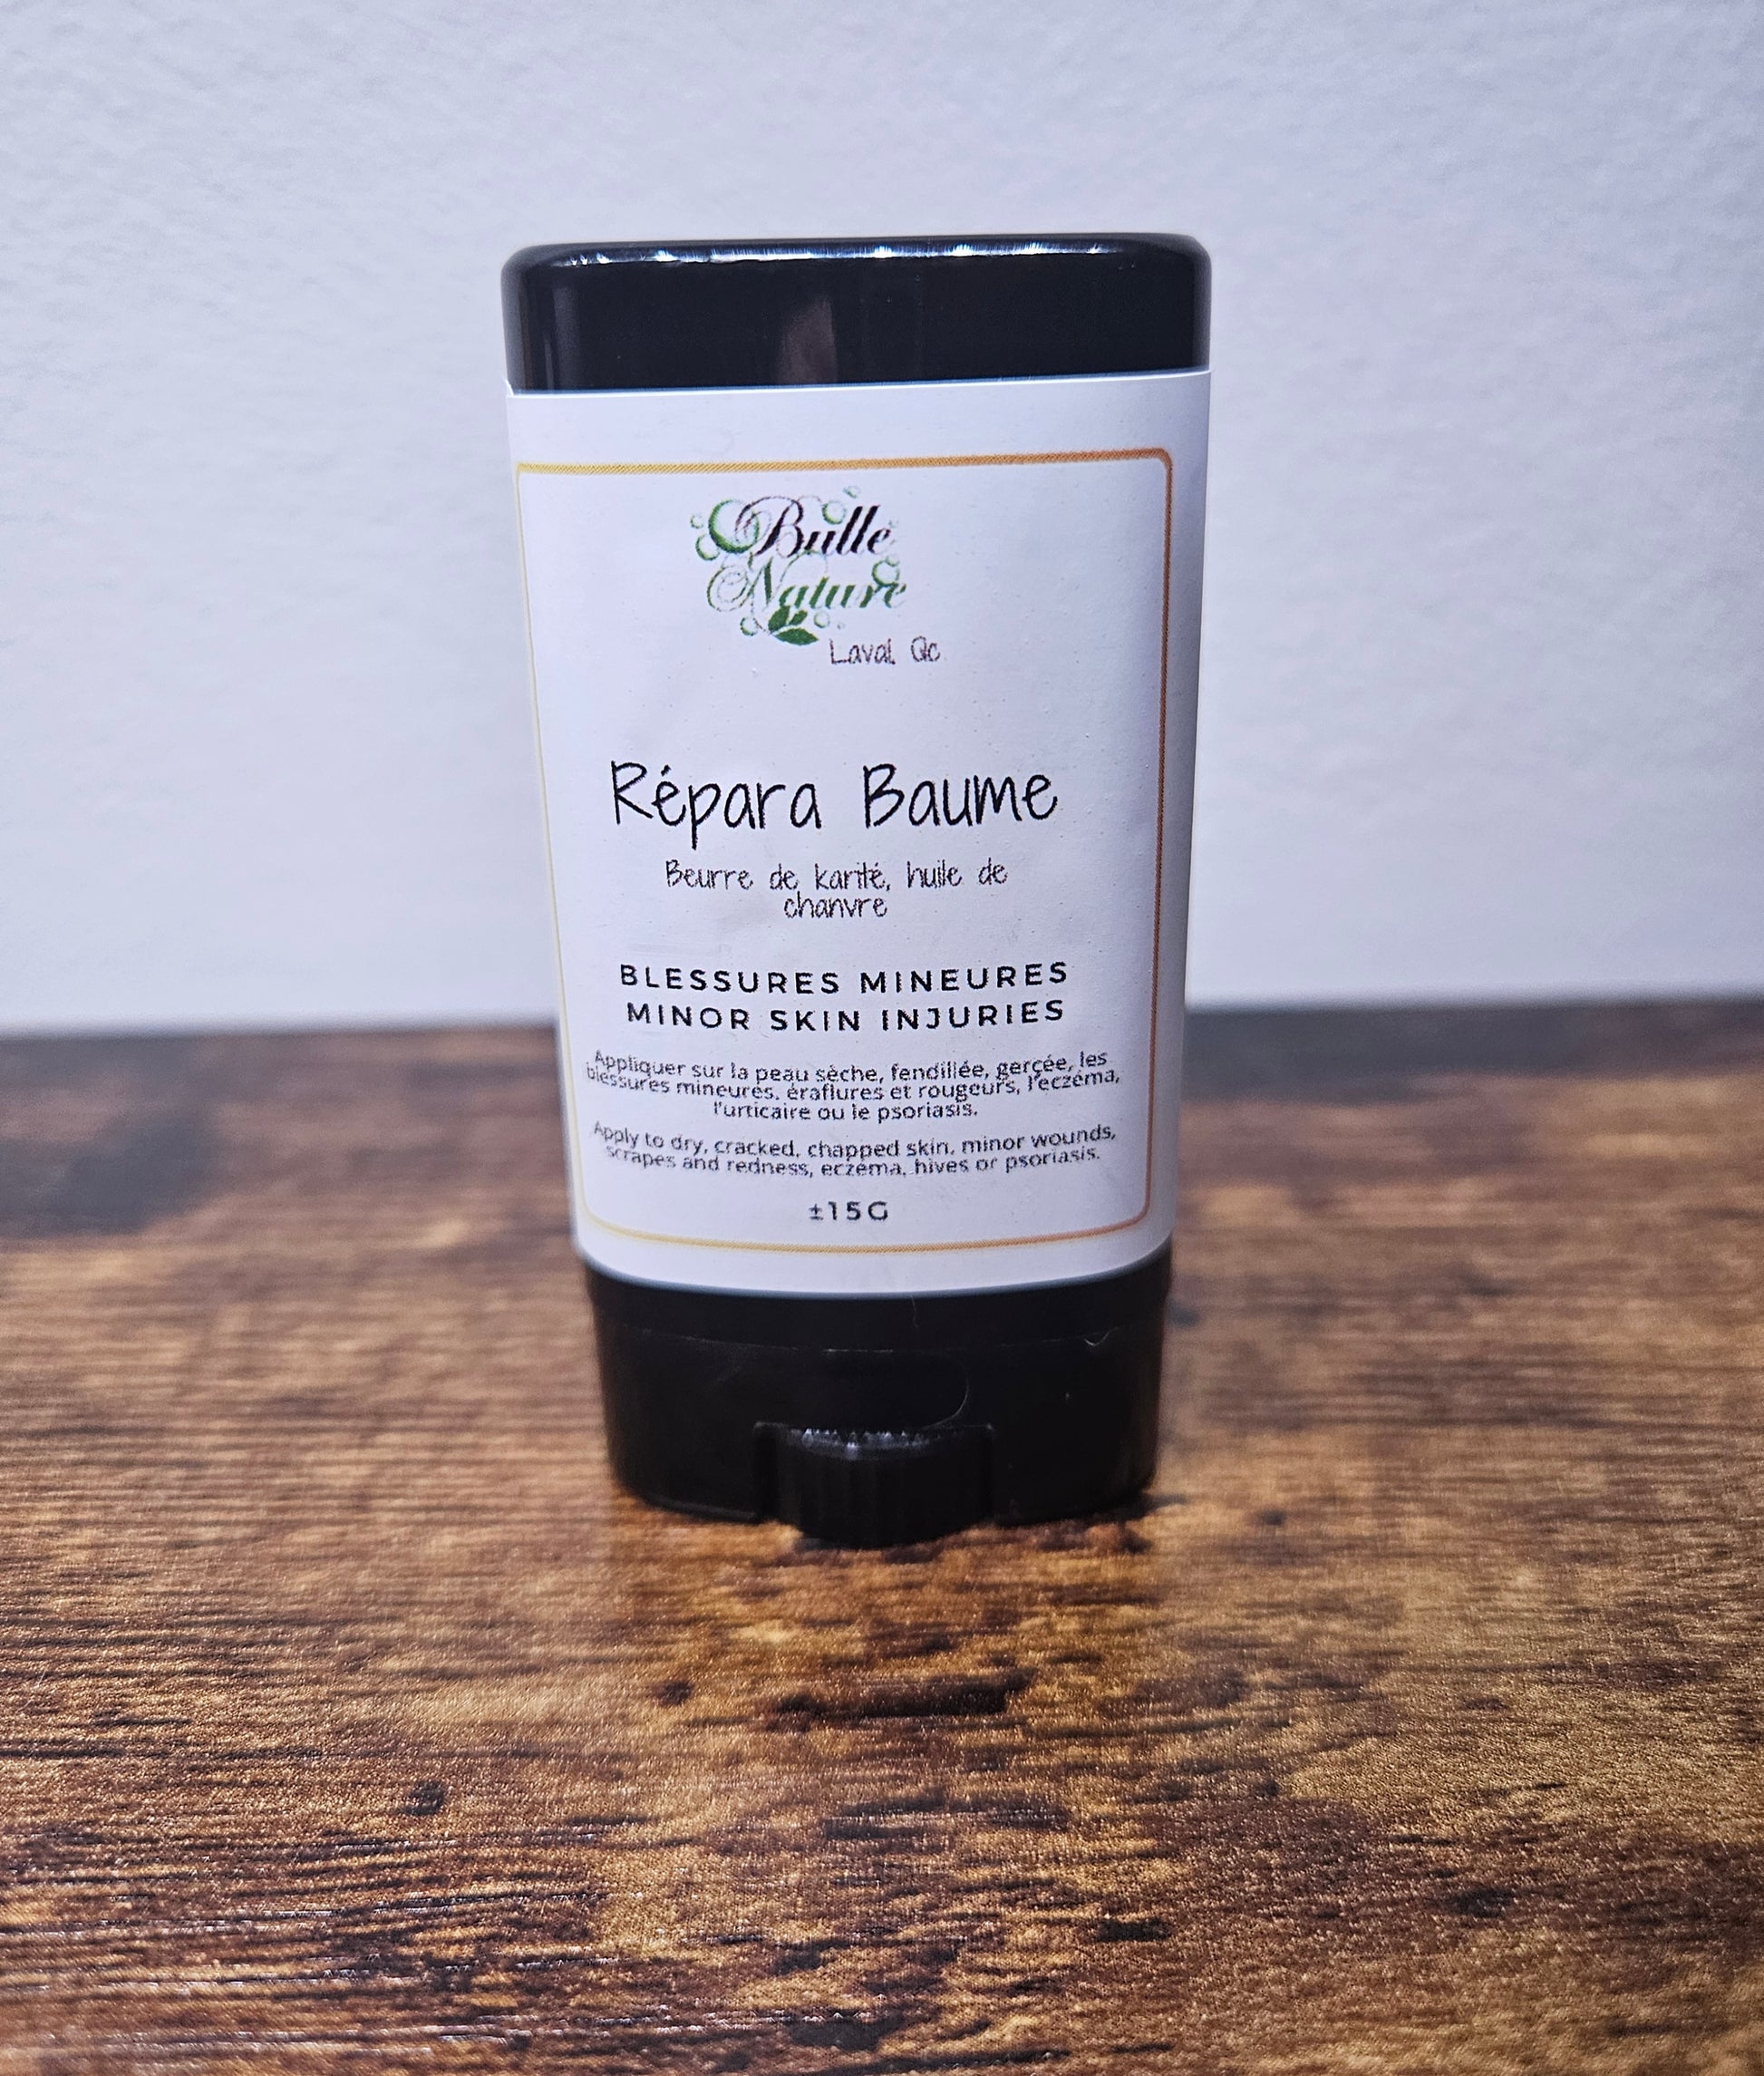 Bulle
Nature
Laval Qc
Répara Baume
Beurre de karité, huile de
chanvre
BLESSURES MINEURES
MINOR SKIN INJURIES
Appliquer sur la peau sèche, fendillée, gerçée, les
blessures mineures, éraflures et rougeurs, l'eczéma,
l'urticaire ou le psoriasis.
Apply to dry, cracked, chapped skin, minor wounds,
scrapes and redness, eczema, hives or psoriasis.
±15G